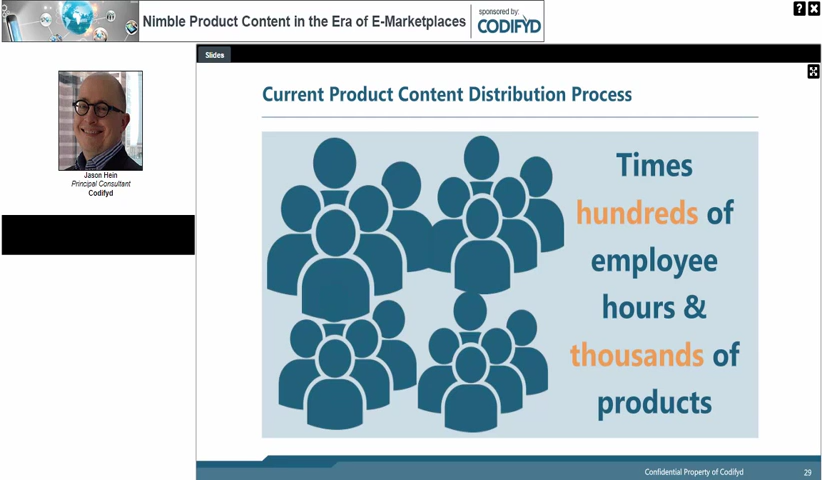 Nimble Product Content in the Era of E-Marketplaces
sponsored by:
CODIFYD
Slides
Jason Hein
Principal Consultant
Codifyd
Current Product Content Distribution Process
Times
hundreds of
employee
hours &
thousands of
products
Confidential Property of Codifyd
29